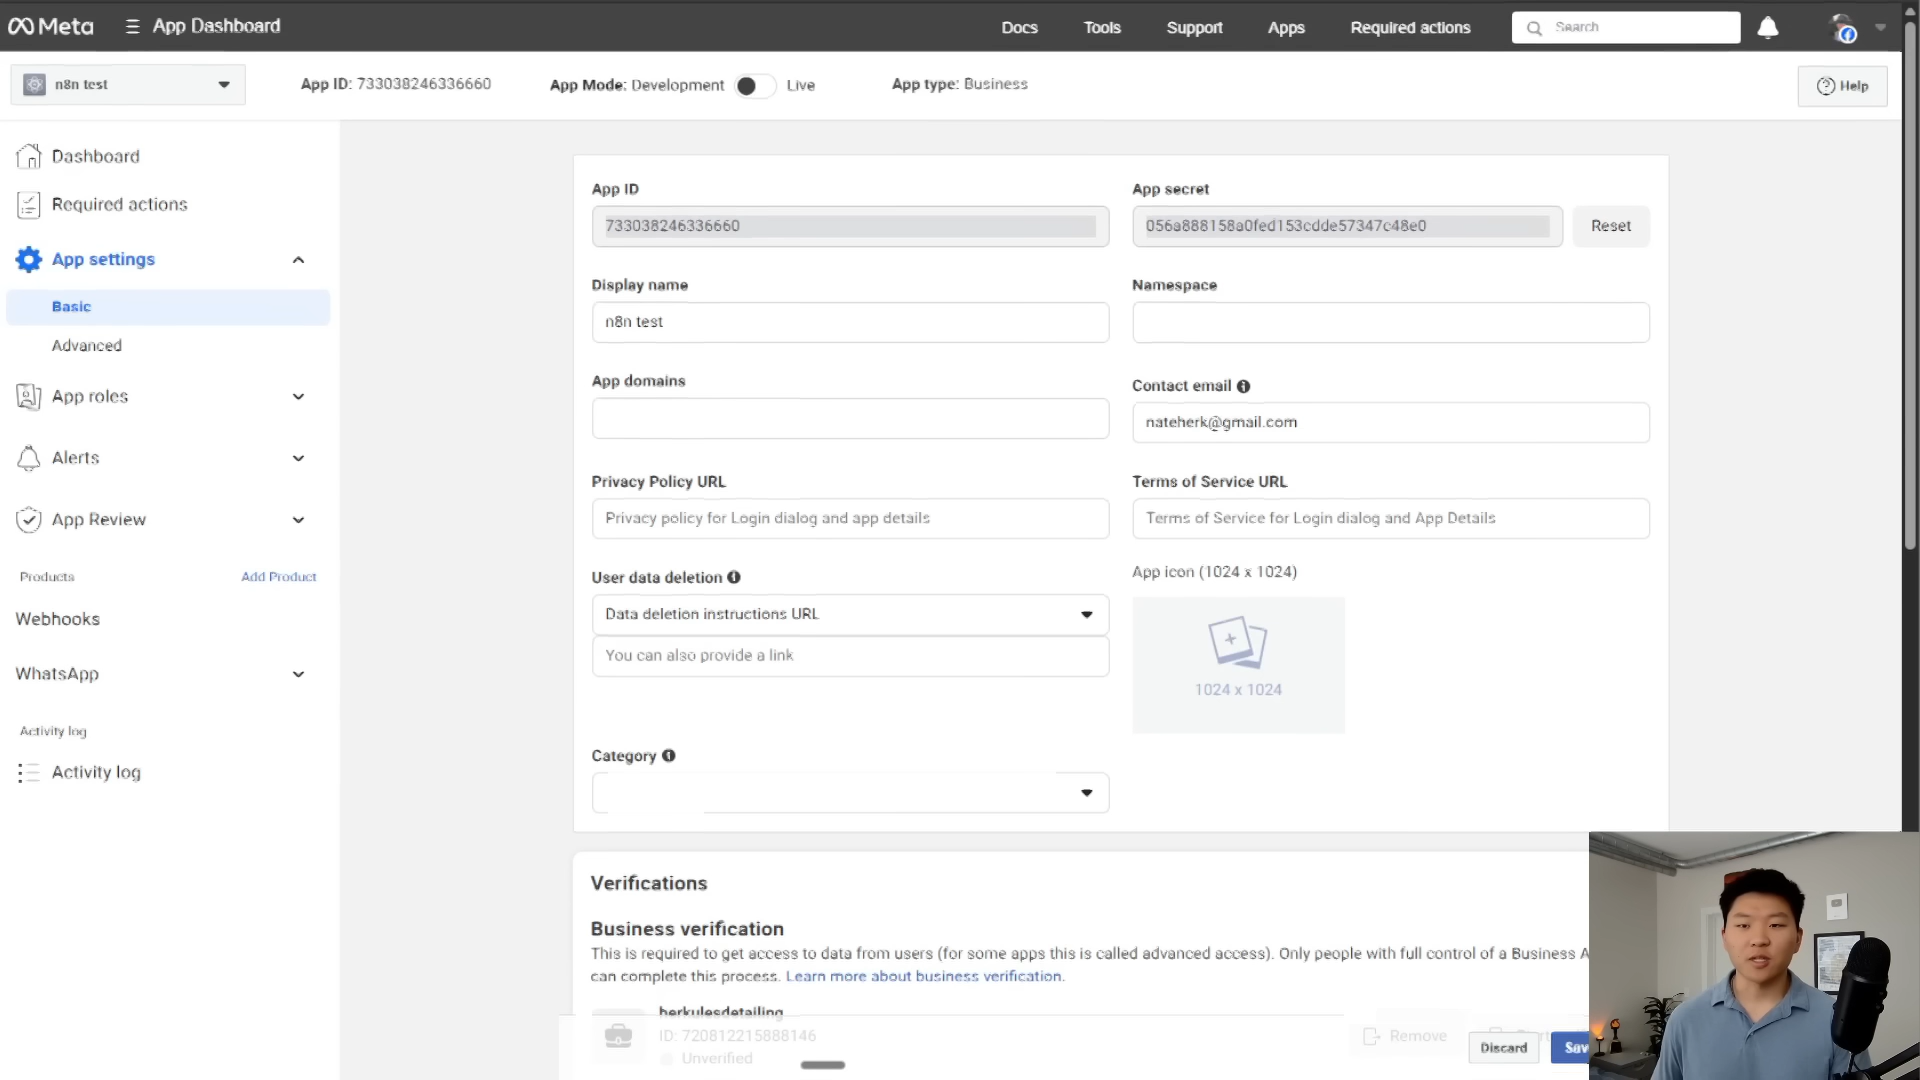 Meta
App Dashboard
Docs
Tools
Support
Apps
Required actions
Search
n8n test
App ID: 733038246336660
App Mode: Development
Live
App type: Business
Help
Dashboard
Required actions
App settings
Basic
Advanced
App roles
Alerts
App Review
Products
Add Product
Webhooks
WhatsApp
Activity log
Activity log
App ID
733038246336660
App secret
056a888158a0fed153cdde57347c48e0
Reset
Display name
n8n test
Namespace
App domains
Contact email
nateherk@gmail.com
Privacy Policy URL
Privacy policy for Login dialog and app details
Terms of Service URL
Terms of Service for Login dialog and App Details
User data deletion
Data deletion instructions URL
You can also provide a link
App icon (1024 x 1024)
1024 x 1024
Category
Verifications
Business verification
This is required to get access to data from users (for some apps this is called advanced access). Only people with full control of a Business A
can complete this process. Learn more about business verification.
herkulesdetailing
ID: 720812215888146
Unverified
Remove
Discard
Sav